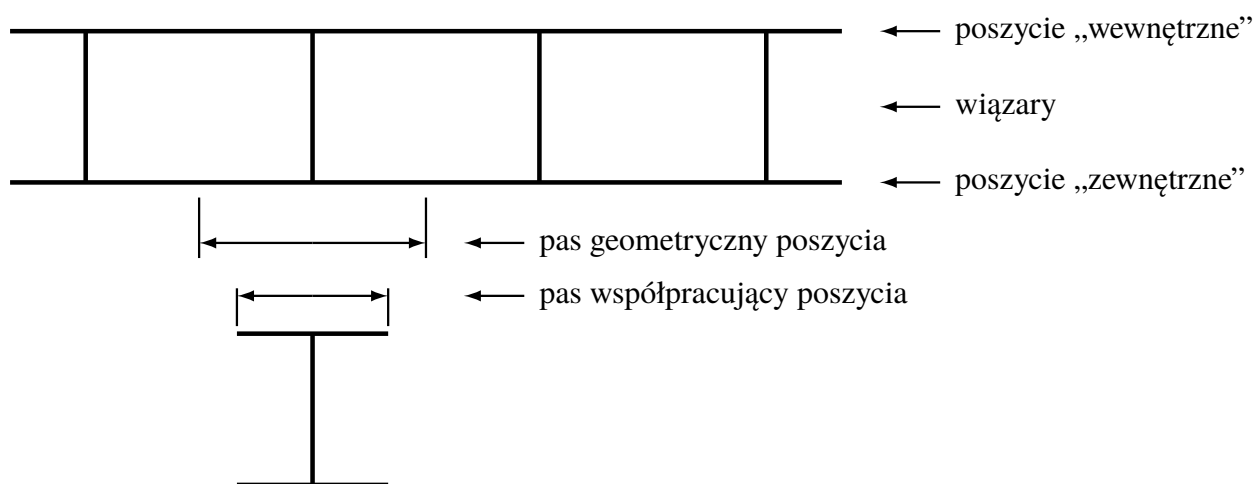 poszycie „wewnętrzne”
wiązary
poszycie „zewnętrzne”
pas geometryczny poszycia
pas współpracujący poszycia